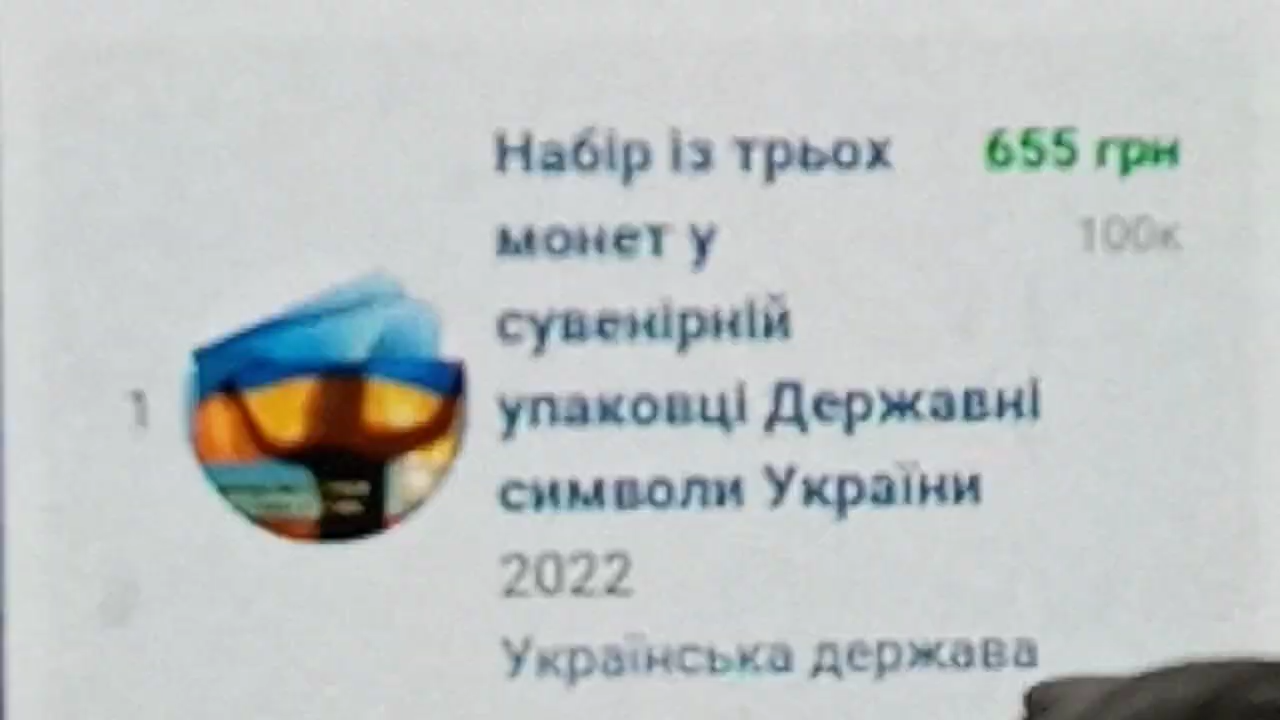 Набір із трьох 655 грн
монет у 100к
сувенірній
1 упаковці Державні
символи України
2022
Українська держава